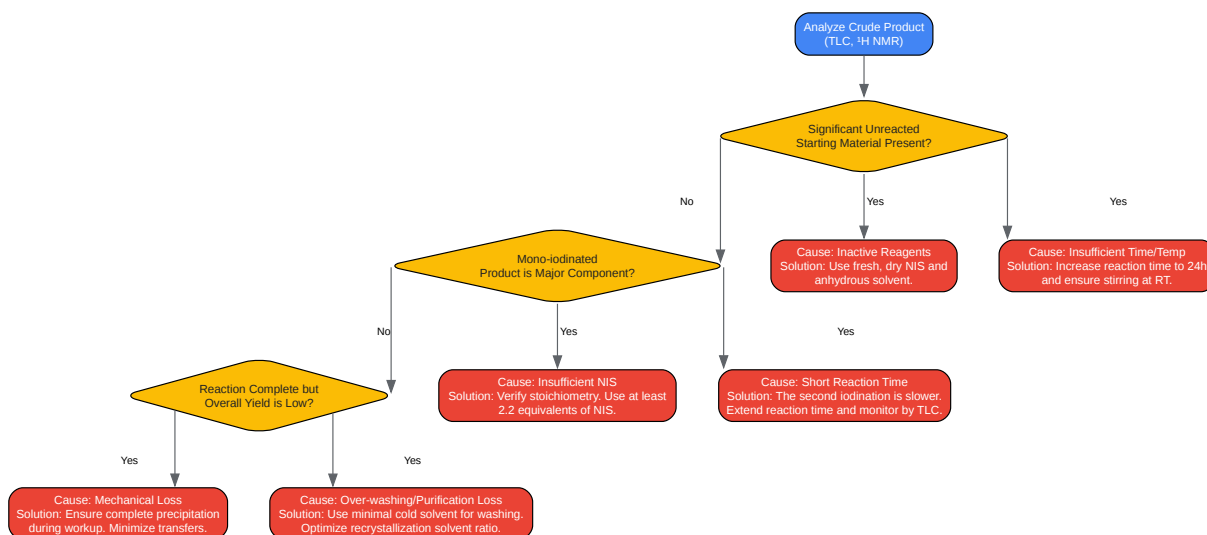 Analyze Crude Product
(TLC, ¹H NMR)
Significant Unreacted
Starting Material Present?
No
Yes
Yes
Mono-iodinated
Product is Major Component?
Cause: Inactive Reagents
Solution: Use fresh, dry NIS and
anhydrous solvent.
Cause: Insufficient Time/Temp
Solution: Increase reaction time to 24h
and ensure stirring at RT.
No
Yes
Yes
Reaction Complete but
Overall Yield is Low?
Cause: Insufficient NIS
Solution: Verify stoichiometry. Use at least
2.2 equivalents of NIS.
Cause: Short Reaction Time
Solution: The second iodination is slower.
Extend reaction time and monitor by TLC.
Yes
Yes
Cause: Mechanical Loss
Solution: Ensure complete precipitation
during workup. Minimize transfers.
Cause: Over-washing/Purification Loss
Solution: Use minimal cold solvent for washing.
Optimize recrystallization solvent ratio.